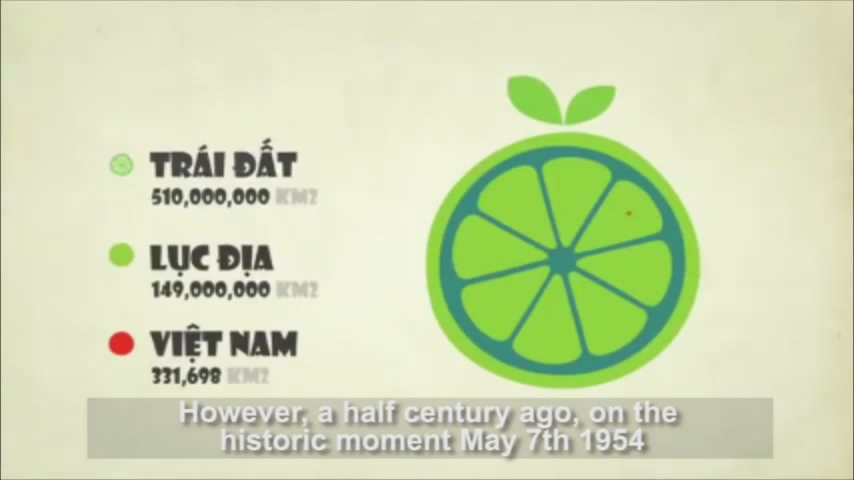 TRÁI ĐẤT
510,000,000 KM2
LỤC ĐỊA
149,000,000 KM2
VIỆT NAM
331,698 KM2
However, a half century ago, on the
historic moment May 7th 1954